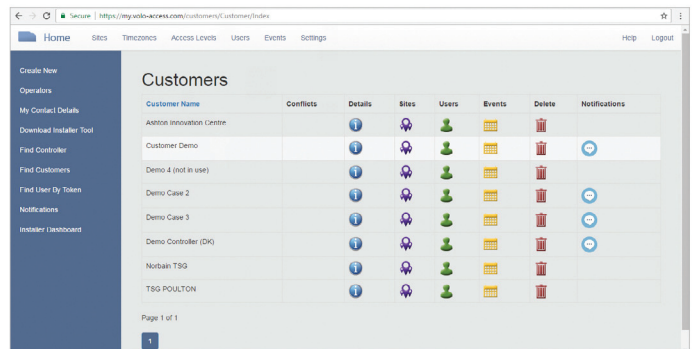 Secure | https://my.volo-access.com/customers/Customer/Index
Home Sites Timezones Access Levels Users Events Settings Help Logout
Create New
Operators
My Contact Details
Download Installer Tool
Find Controller
Find Customers
Find User By Token
Notifications
Installer Dashboard
Customers
Customer Name Conflicts Details Sites Users Events Delete Notifications
Ashton Innovation Centre
Customer Demo
Demo 4 (not in use)
Demo Case 2
Demo Case 3
Demo Controller (DK)
Norbain TSG
TSG POULTON
Page 1 of 1
1